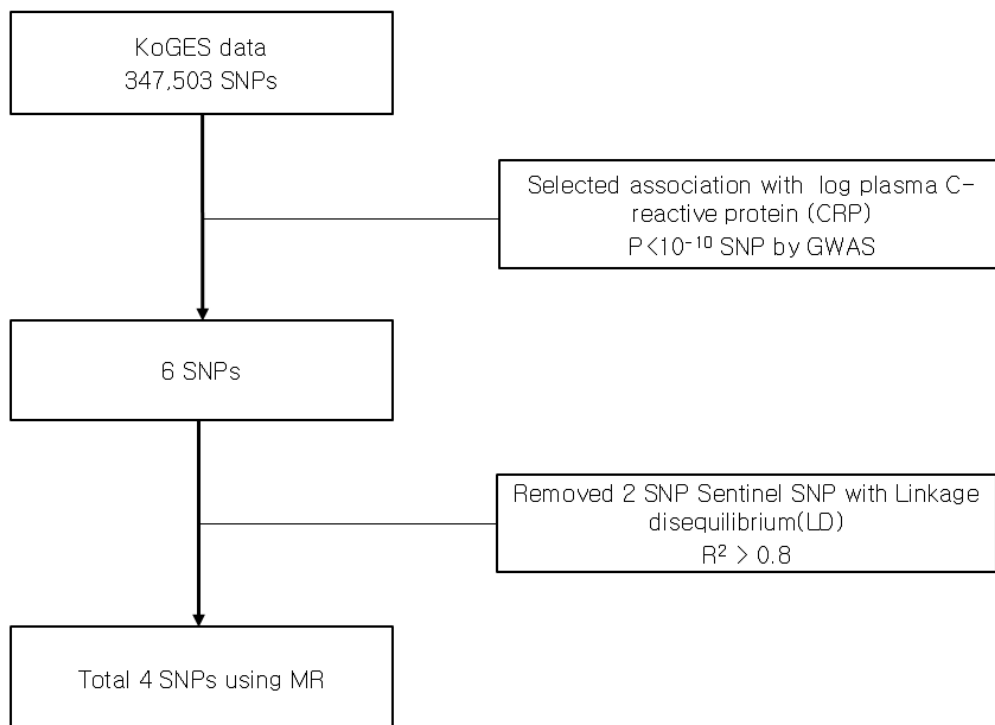 KoGES data
347,503 SNPs
Selected association with log plasma C-
reactive protein (CRP)
P<10⁻¹⁰ SNP by GWAS
6 SNPs
Removed 2 SNP Sentinel SNP with Linkage
disequilibrium(LD)
R² > 0.8
Total 4 SNPs using MR